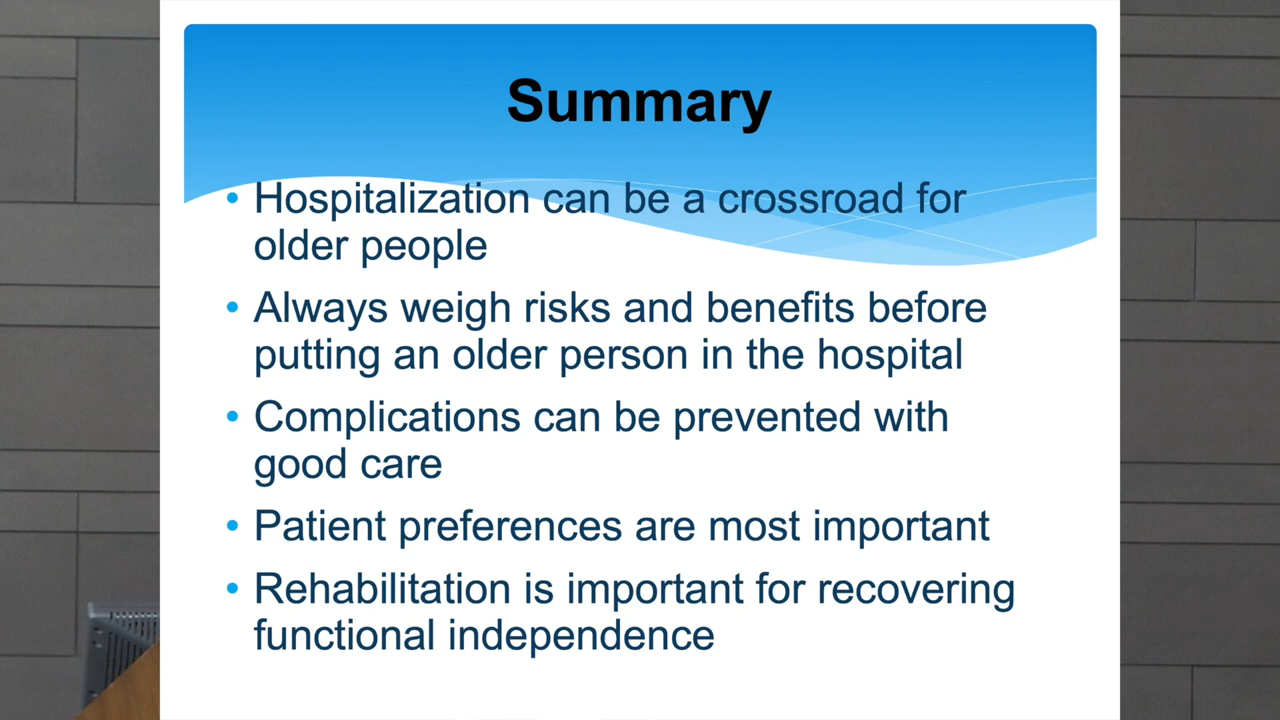 Summary
• Hospitalization can be a crossroad for
older people
• Always weigh risks and benefits before
putting an older person in the hospital
• Complications can be prevented with
good care
• Patient preferences are most important
• Rehabilitation is important for recovering
functional independence